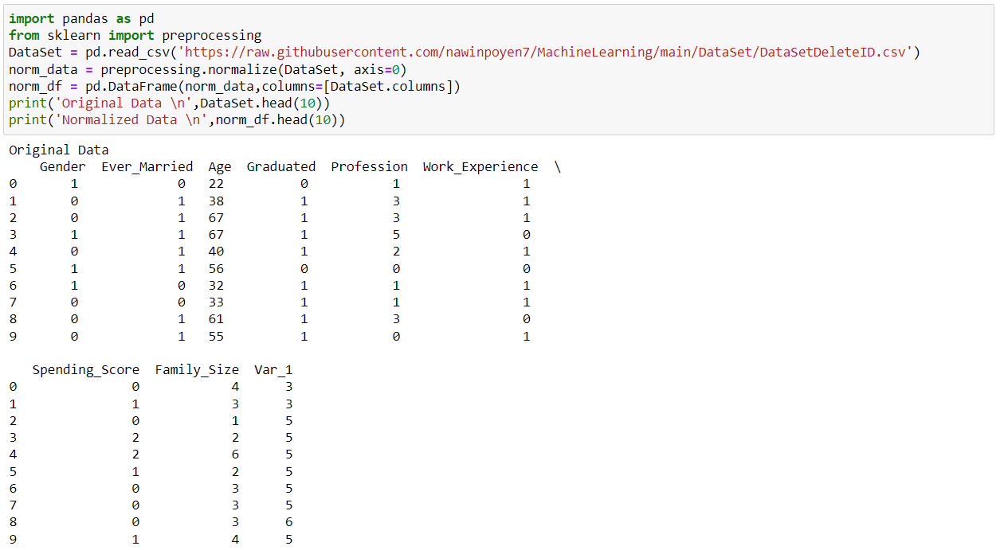 import pandas as pd
from sklearn import preprocessing
DataSet = pd.read_csv('https://raw.githubusercontent.com/nawinpoyen7/MachineLearning/main/DataSet/DataSetDeleteID.csv')
norm_data = preprocessing.normalize(DataSet, axis=0)
norm_df = pd.DataFrame(norm_data,columns=[DataSet.columns])
print('Original Data \n',DataSet.head(10))
print('Normalized Data \n',norm_df.head(10))
Original Data
Gender Ever_Married Age Graduated Profession Work_Experience \
0 1 0 22 0 1 1
1 0 1 38 1 3 1
2 0 1 67 1 3 1
3 1 1 67 1 5 0
4 0 1 40 1 2 1
5 1 1 56 0 0 0
6 1 0 32 1 1 1
7 0 0 33 1 1 1
8 0 1 61 1 3 0
9 0 1 55 1 0 1
Spending_Score Family_Size Var_1
0 0 4 3
1 1 3 3
2 0 1 5
3 2 2 5
4 2 6 5
5 1 2 5
6 0 3 5
7 0 3 5
8 0 3 6
9 1 4 5